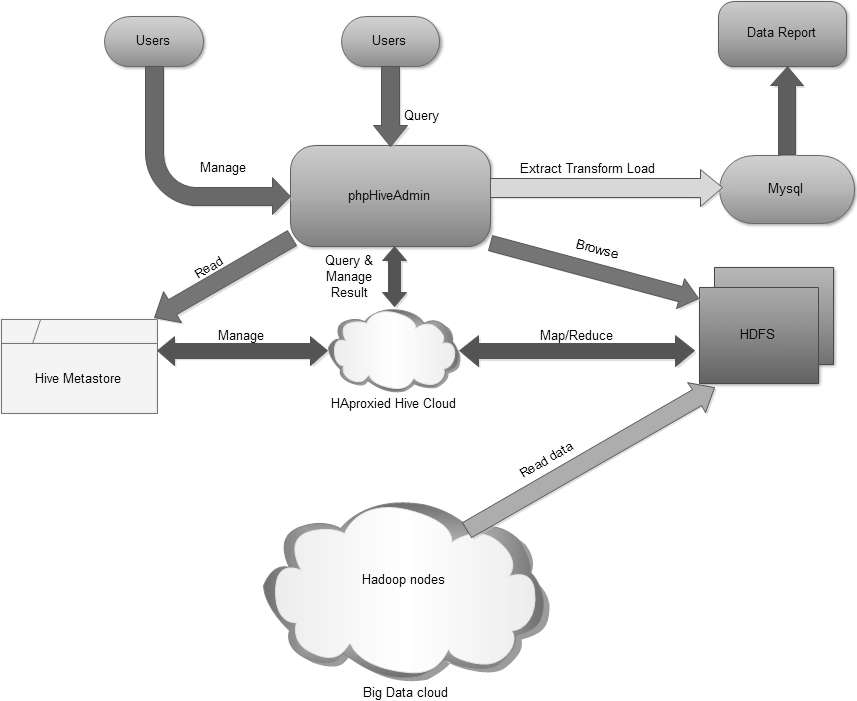 Users
Users
Data Report
Query
Manage
Extract Transform Load
phpHiveAdmin
Mysql
Read
Query &
Manage
Result
Browse
Manage
Map/Reduce
HDFS
Hive Metastore
HAproxied Hive Cloud
Read data
Hadoop nodes
Big Data cloud